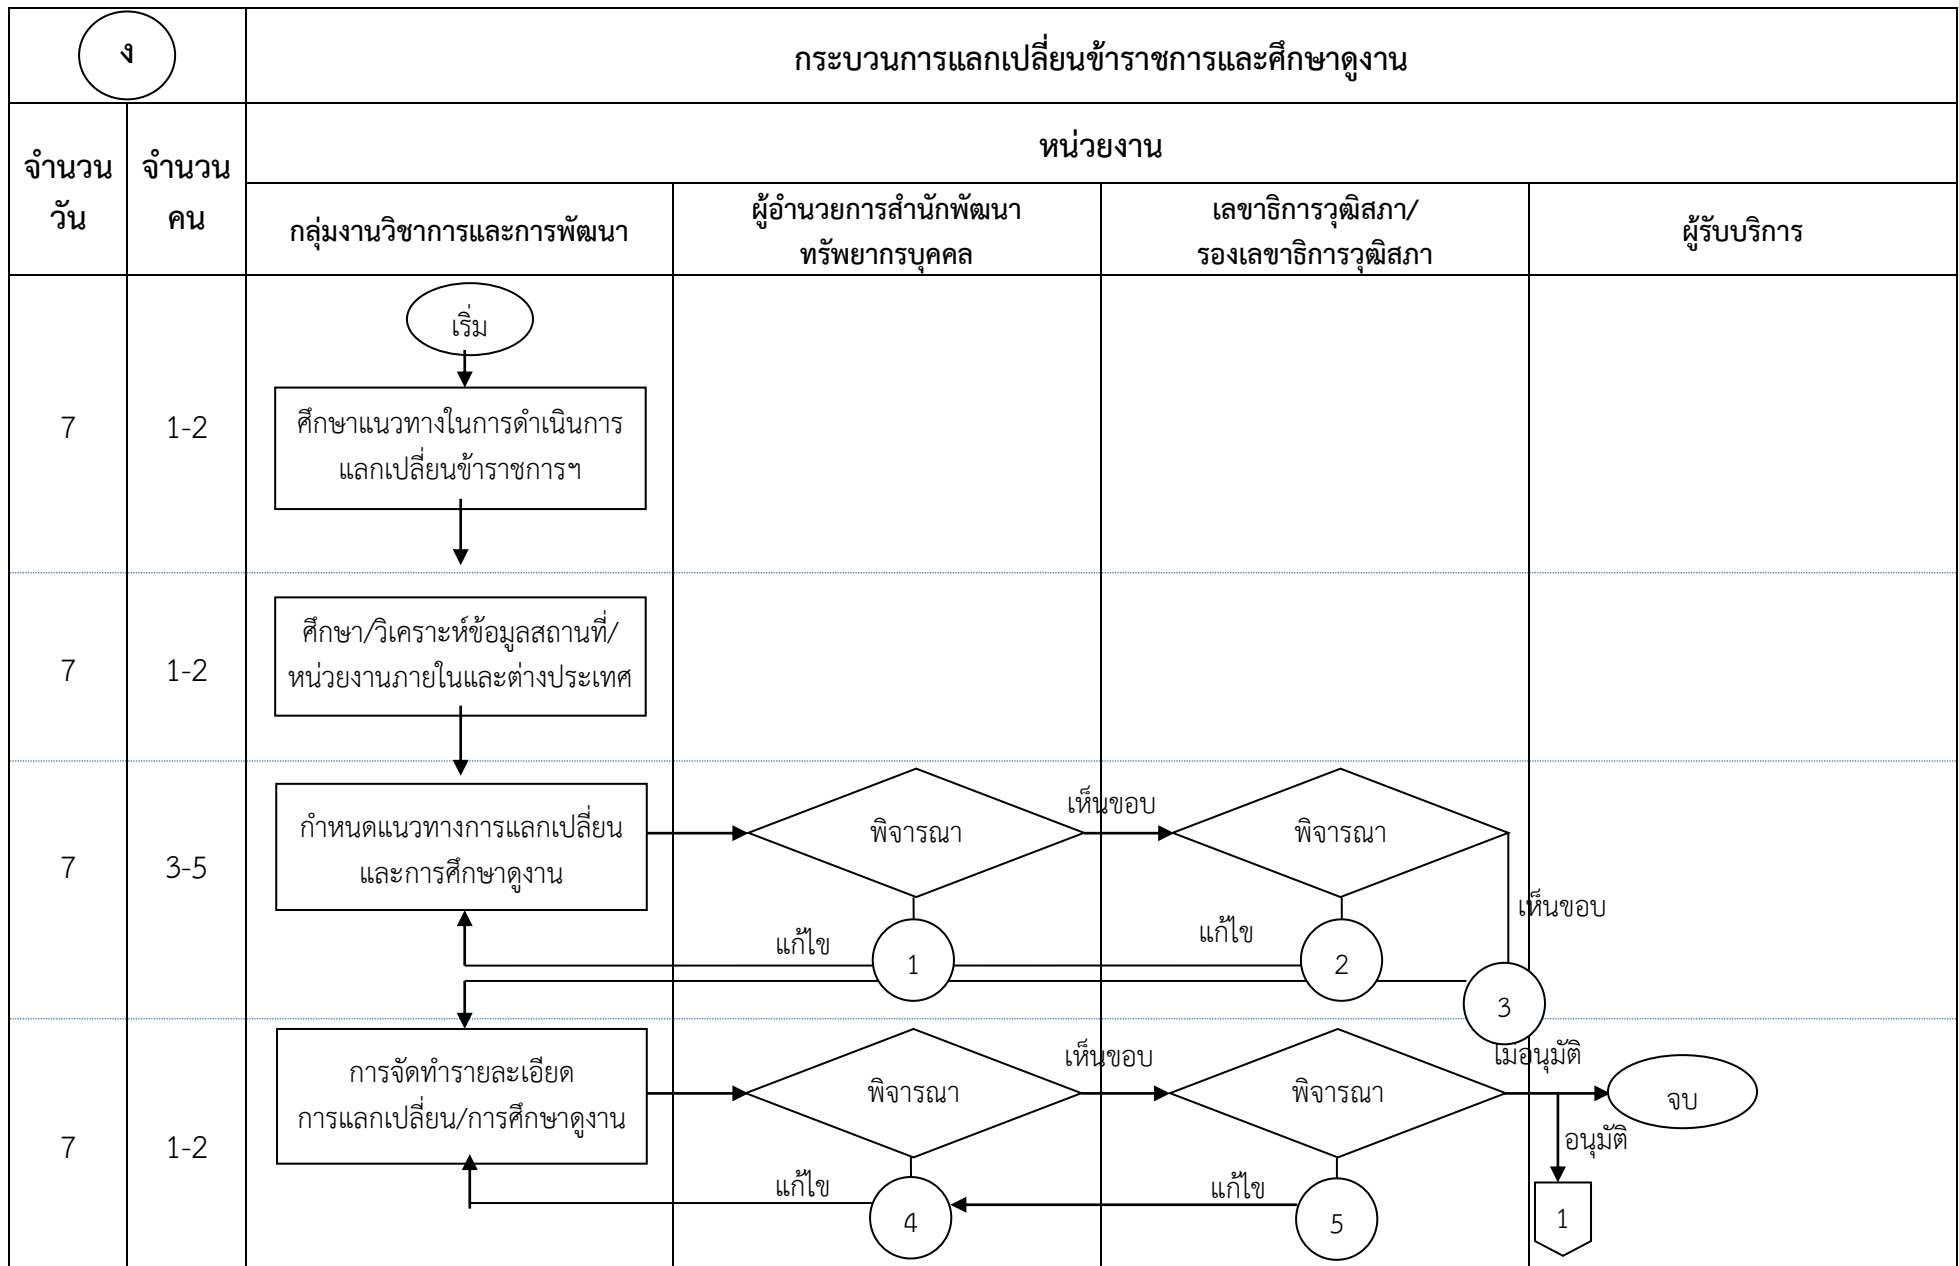 ง
กระบวนการแลกเปลี่ยนข้าราชการและศึกษาดูงาน
จำนวน
วัน
จำนวน
คน
หน่วยงาน
กลุ่มงานวิชาการและการพัฒนา
ผู้อำนวยการสำนักพัฒนา
ทรัพยากรบุคคล
เลขาธิการวุฒิสภา/
รองเลขาธิการวุฒิสภา
ผู้รับบริการ
เริ่ม
7
1-2
ศึกษาแนวทางในการดำเนินการ
แลกเปลี่ยนข้าราชการฯ
7
1-2
ศึกษา/วิเคราะห์ข้อมูลสถานที่/
หน่วยงานภายในและต่างประเทศ
7
3-5
กำหนดแนวทางการแลกเปลี่ยน
และการศึกษาดูงาน
พิจารณา
เห็นขอบ
พิจารณา
เห็นขอบ
แก้ไข
1
แก้ไข
2
3
7
1-2
การจัดทำรายละเอียด
การแลกเปลี่ยน/การศึกษาดูงาน
พิจารณา
เห็นขอบ
พิจารณา
ไม่อนุมัติ
จบ
อนุมัติ
แก้ไข
4
แก้ไข
5
1